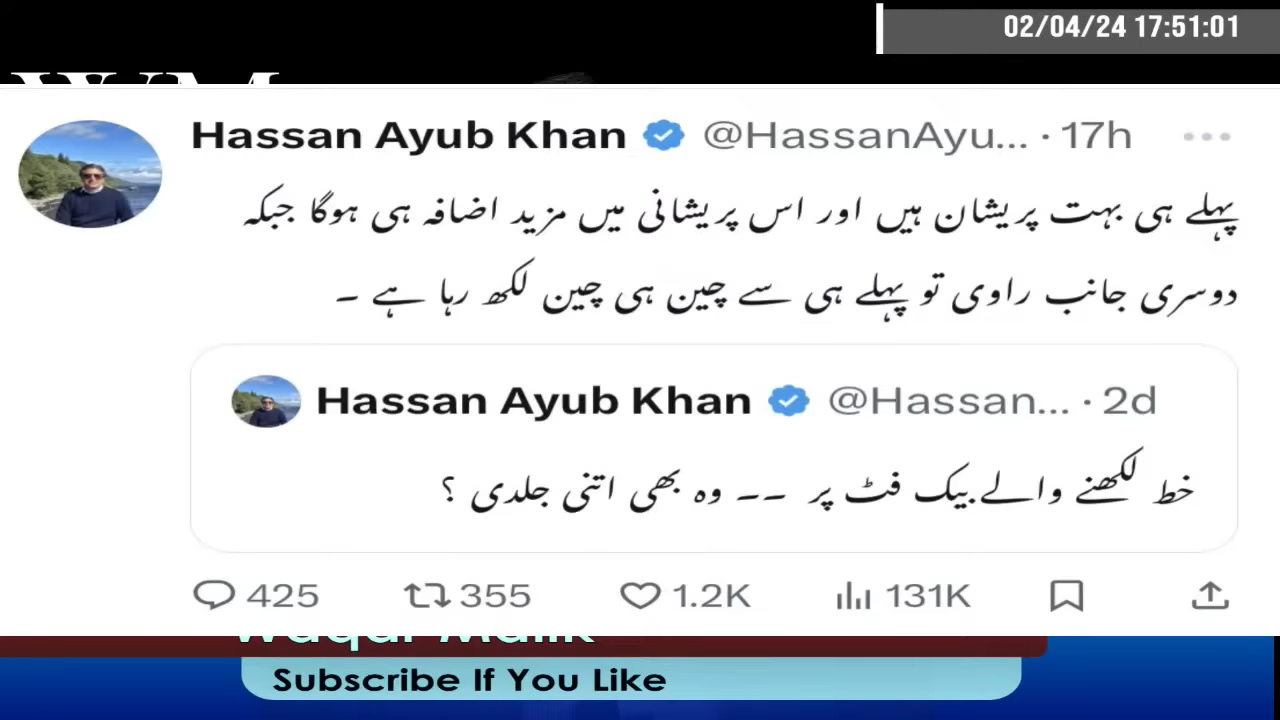 02/04/24 17:51:01
WM
Hassan Ayub Khan @HassanAyu... · 17h
پہلے ہی بہت پریشان ہیں اور اس پریشانی میں مزید اضافہ ہی ہوگا جبکہ
دوسری جانب راوی تو پہلے ہی سے چین ہی چین لکھ رہا ہے ۔
Hassan Ayub Khan @Hassan... · 2d
خط لکھنے والے بیک فٹ پر ۔۔ وہ بھی اتنی جلدی ؟
425 355 1.2K 131K
Waqar Malik
Subscribe If You Like